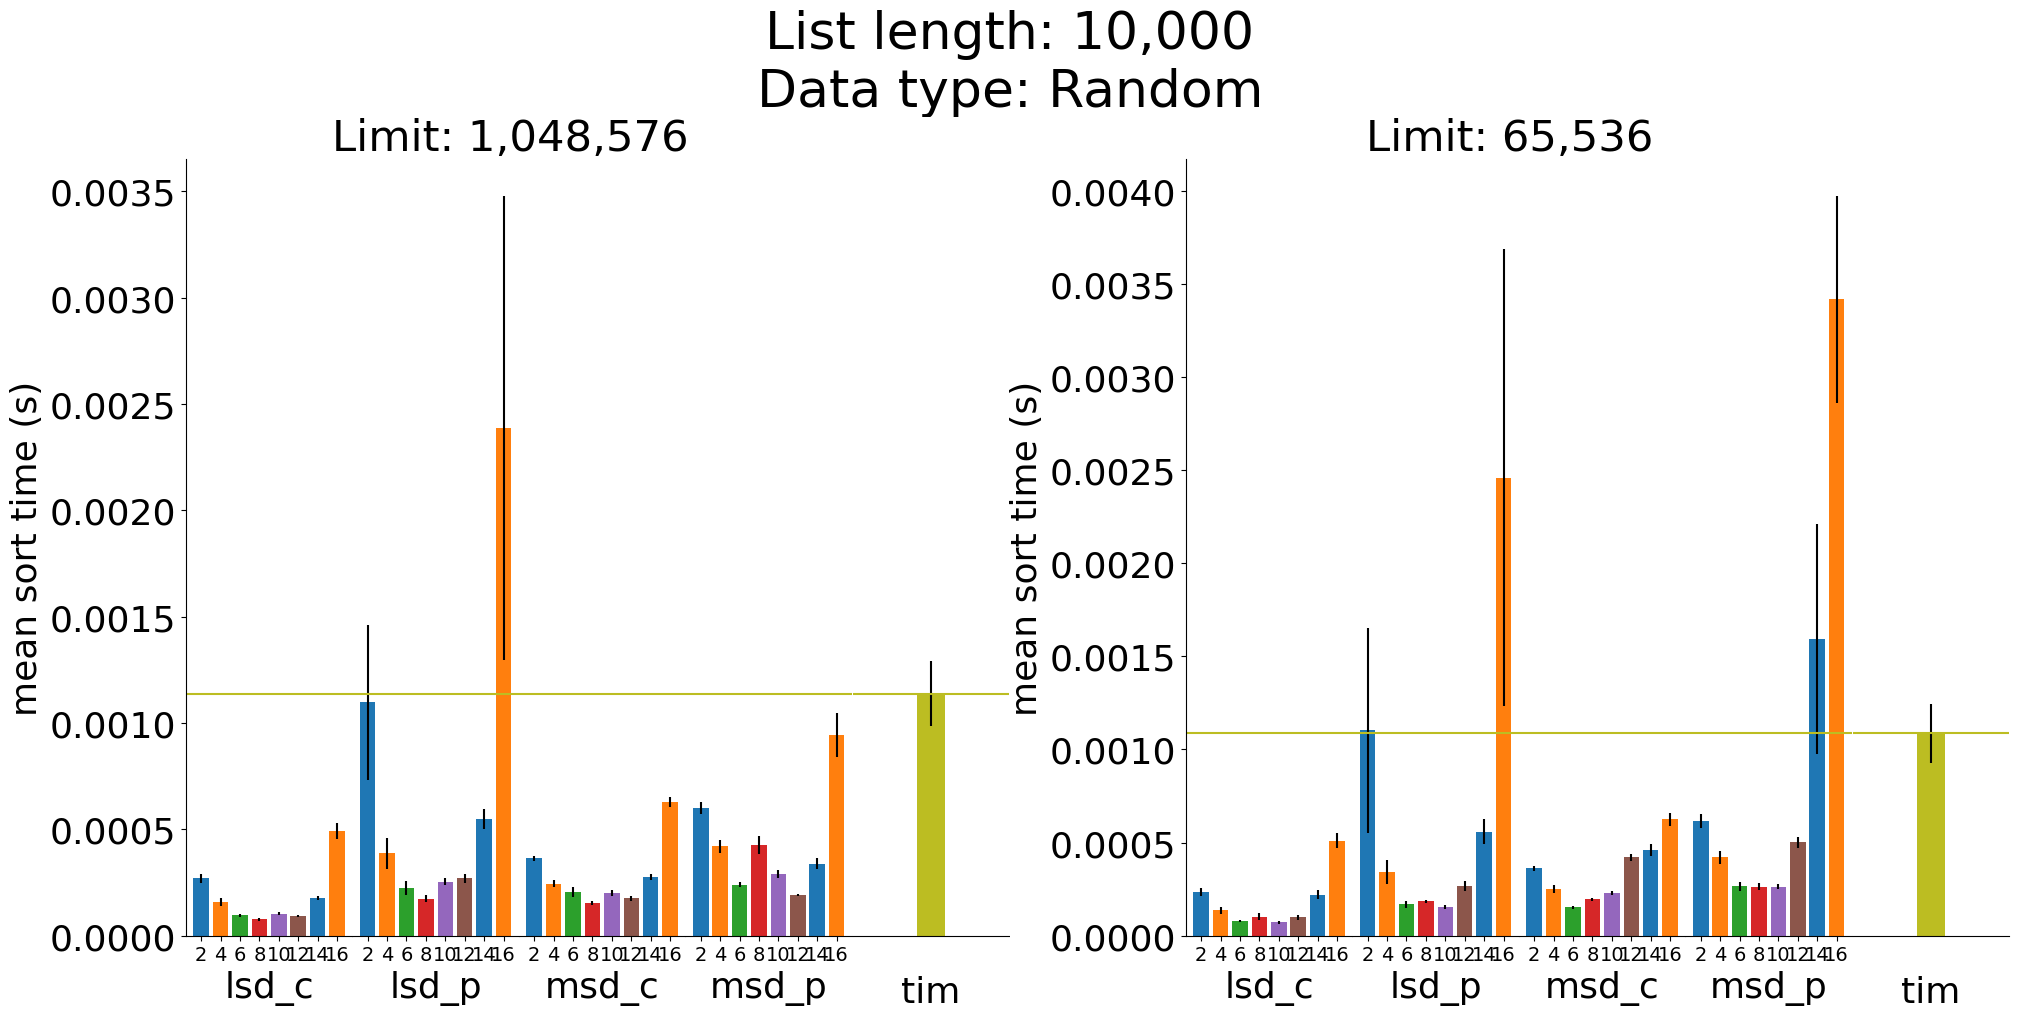 List length: 10,000
Data type: Random
Limit: 1,048,576
Limit: 65,536
mean sort time (s)
0.0035
0.0030
0.0025
0.0020
0.0015
0.0010
0.0005
0.0000
2 4 6 8 10 12 14 16 2 4 6 8 10 12 14 16 2 4 6 8 10 12 14 16 2 4 6 8 10 12 14 16
lsd_c lsd_p msd_c msd_p tim
mean sort time (s)
0.0040
0.0035
0.0030
0.0025
0.0020
0.0015
0.0010
0.0005
0.0000
2 4 6 8 10 12 14 16 2 4 6 8 10 12 14 16 2 4 6 8 10 12 14 16 2 4 6 8 10 12 14 16
lsd_c lsd_p msd_c msd_p tim